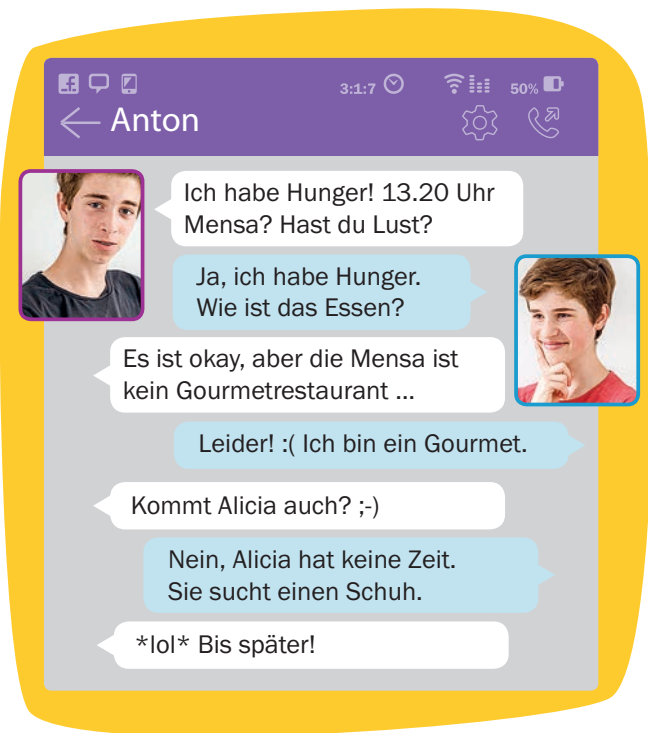 3:1:7 50%
Anton
Ich habe Hunger! 13.20 Uhr
Mensa? Hast du Lust?
Ja, ich habe Hunger.
Wie ist das Essen?
Es ist okay, aber die Mensa ist
kein Gourmetrestaurant ...
Leider! :( Ich bin ein Gourmet.
Kommt Alicia auch? ;-)
Nein, Alicia hat keine Zeit.
Sie sucht einen Schuh.
*lol* Bis später!